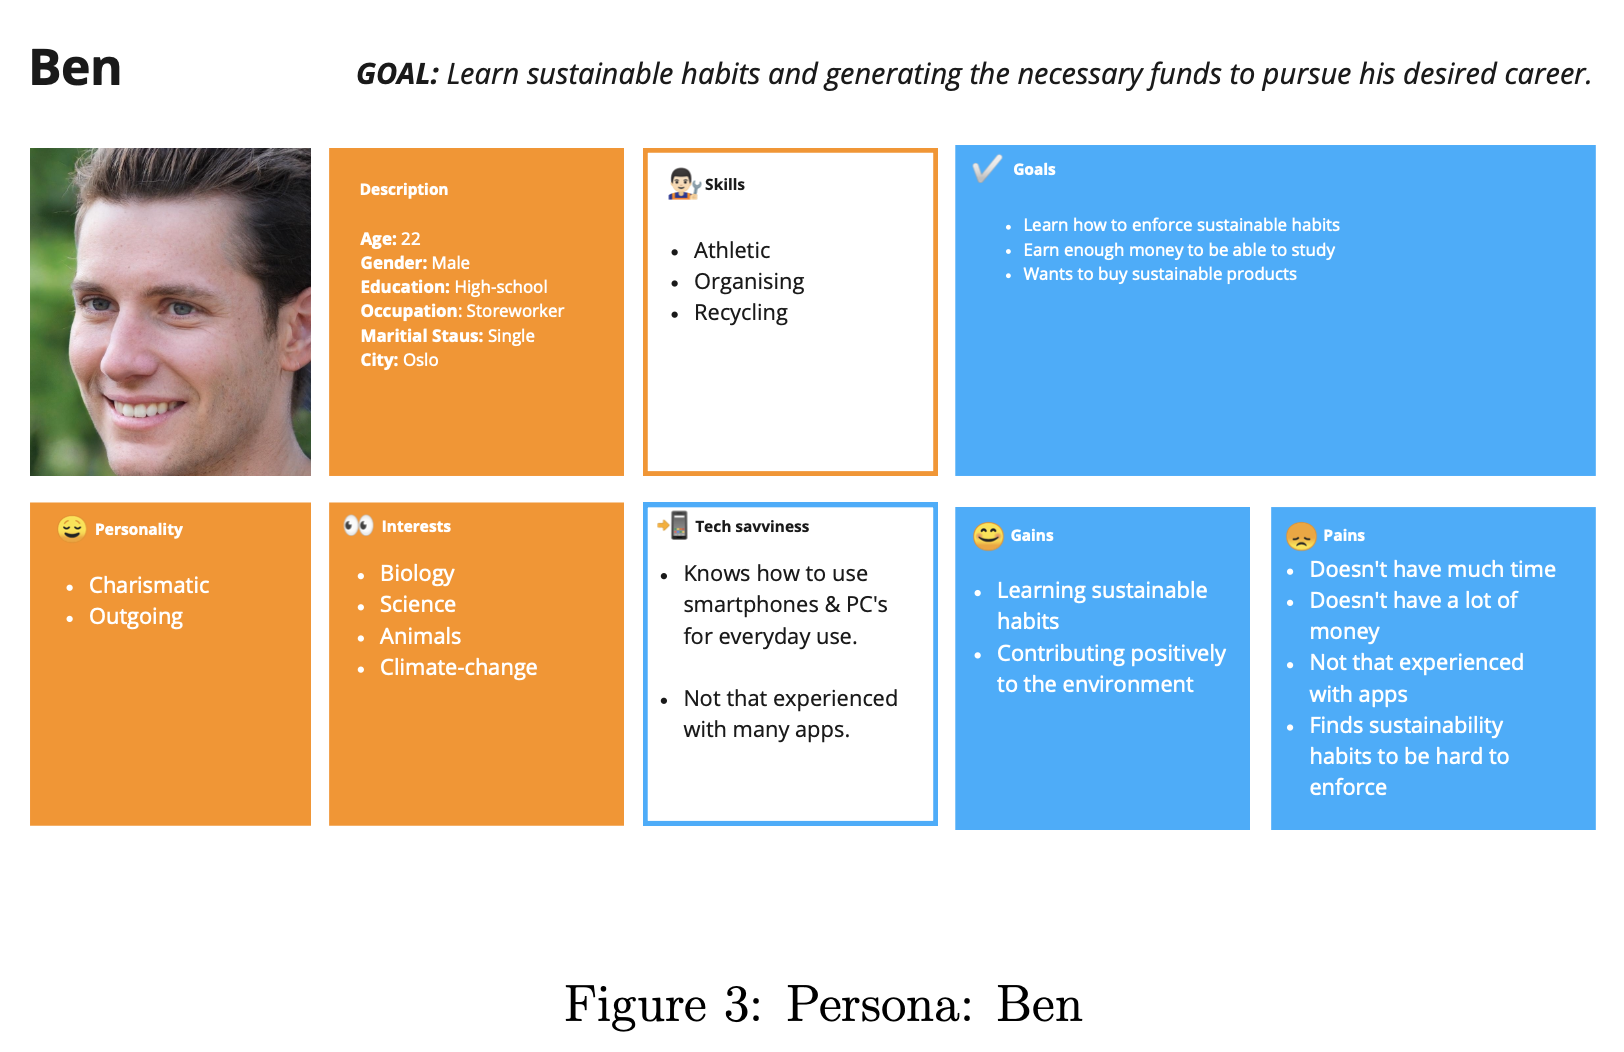 Ben
GOAL: Learn sustainable habits and generating the necessary funds to pursue his desired career.
Description
Age: 22
Gender: Male
Education: High-school
Occupation: Storeworker
Maritial Staus: Single
City: Oslo
Skills
• Athletic
• Organising
• Recycling
Goals
• Learn how to enforce sustainable habits
• Earn enough money to be able to study
• Wants to buy sustainable products
Personality
• Charismatic
• Outgoing
Interests
• Biology
• Science
• Animals
• Climate-change
Tech savviness
• Knows how to use
smartphones & PC's
for everyday use.
• Not that experienced
with many apps.
Gains
• Learning sustainable
habits
• Contributing positively
to the environment
Pains
• Doesn't have much time
• Doesn't have a lot of
money
• Not that experienced
with apps
• Finds sustainability
habits to be hard to
enforce
Figure 3: Persona: Ben